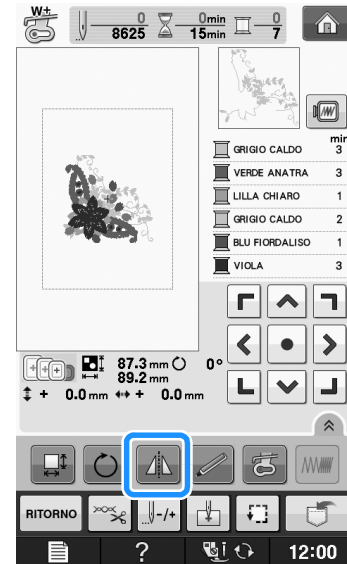 W+
0
8625
0min
15min
0
7
min
GRIGIO CALDO 3
VERDE ANATRA 3
LILLA CHIARO 1
GRIGIO CALDO 2
BLU FIORDALISO 1
VIOLA 3
87.3 mm 0°
89.2 mm
+ 0.0 mm + 0.0 mm
RITORNO -/+
? 12:00